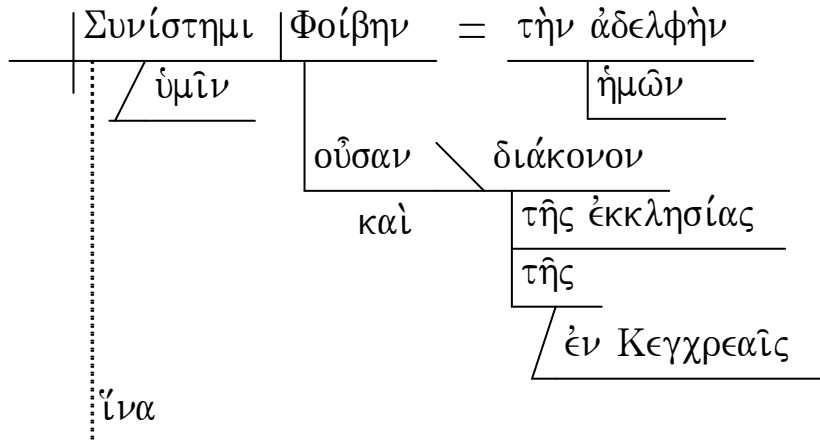 Συνίστημι Φοίβην = τὴν ἀδελφὴν
ὑμῖν ἡμῶν
οὖσαν διάκονον
καὶ τῆς ἐκκλησίας
τῆς
ἐν Κεγχρεαῖς
ἵνα